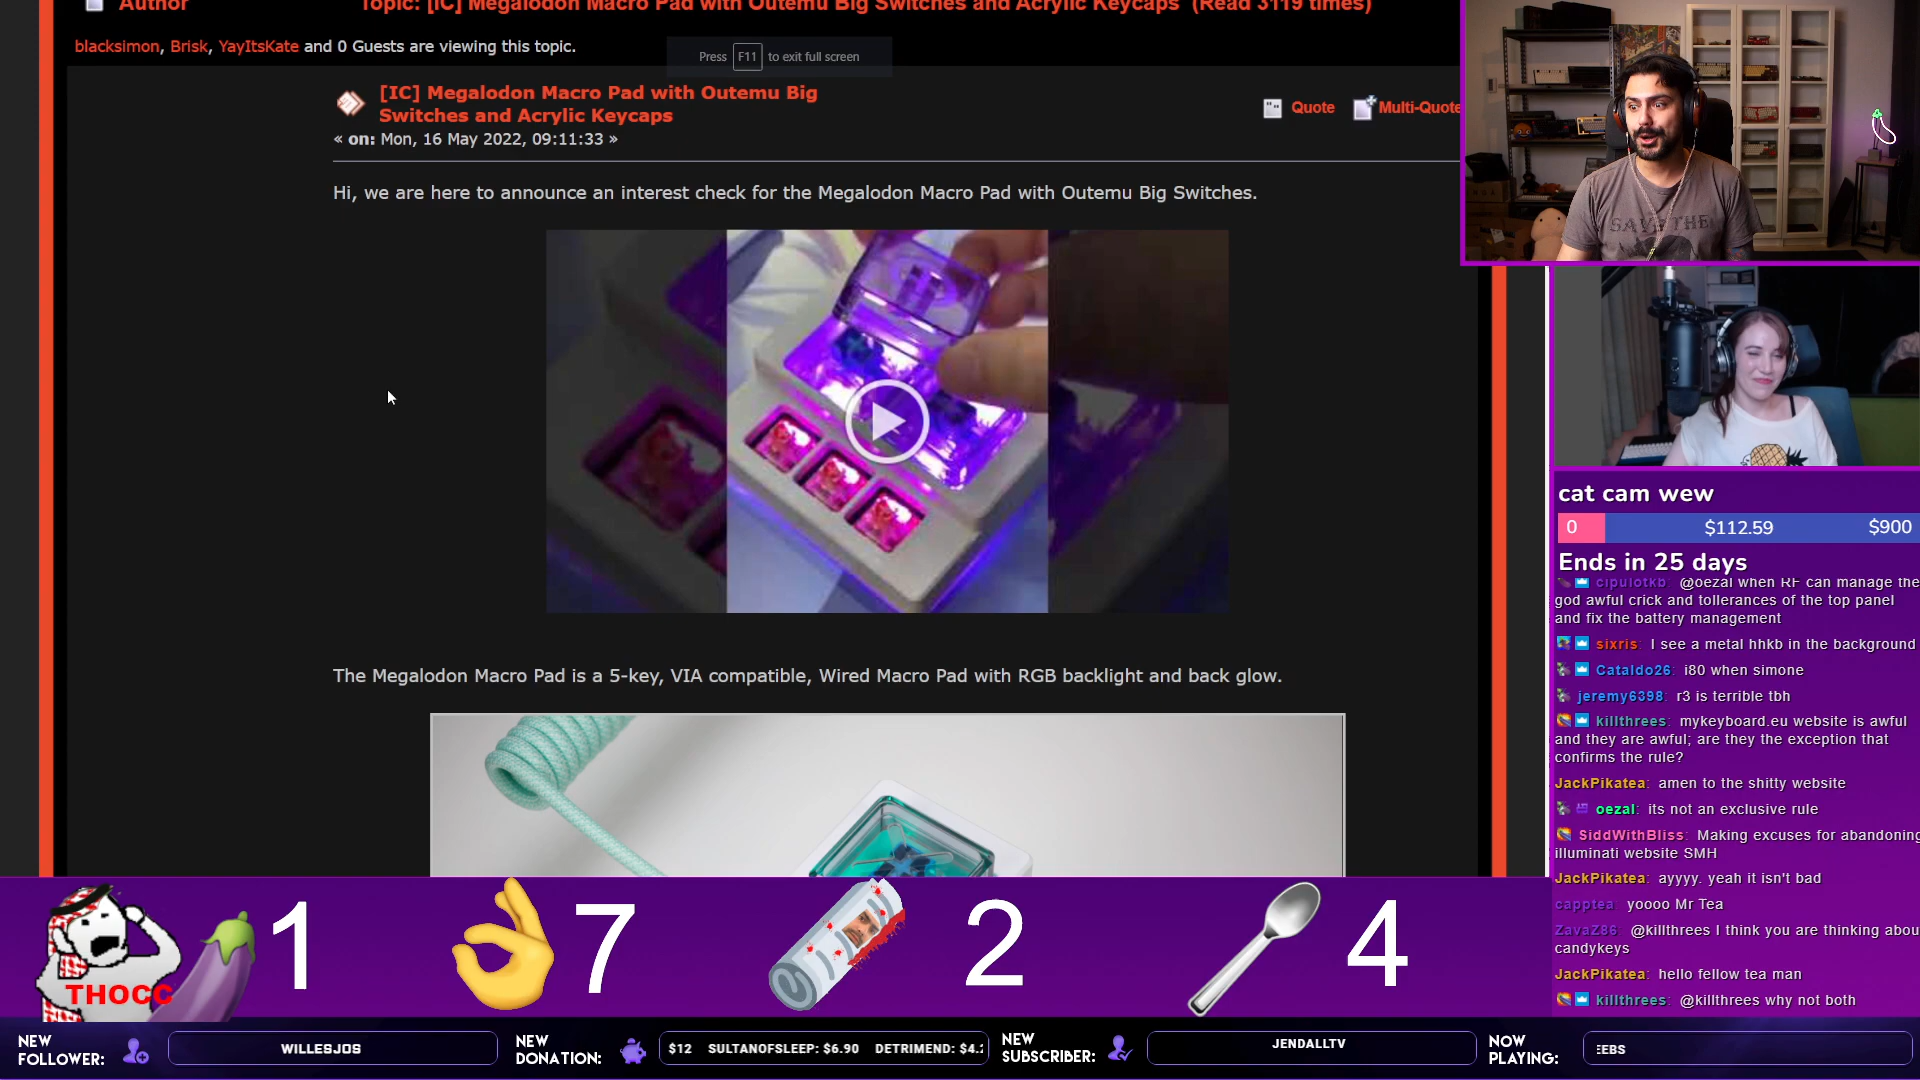 Author
Topic: [IC] Megalodon Macro Pad with Outemu Big Switches and Acrylic Keycaps (Read 3119 times)
blacksimon, Brisk, YayItsKate and 0 Guests are viewing this topic.
Press F11 to exit full screen
[IC] Megalodon Macro Pad with Outemu Big
Switches and Acrylic Keycaps
« on: Mon, 16 May 2022, 09:11:33 »
Quote
Multi-Quote
Hi, we are here to announce an interest check for the Megalodon Macro Pad with Outemu Big Switches.
The Megalodon Macro Pad is a 5-key, VIA compatible, Wired Macro Pad with RGB backlight and back glow.
SAVE THE
cat cam wew
0 $112.59 $900
Ends in 25 days
cipulotkb: @oezal when RF can manage the
god awful crick and tollerances of the top panel
and fix the battery management
sixris: I see a metal hhkb in the background
Cataldo26: i80 when simone
jeremy6398: r3 is terrible tbh
killthrees: mykeyboard.eu website is awful
and they are awful; are they the exception that
confirms the rule?
JackPikatea: amen to the shitty website
oezal: its not an exclusive rule
SiddWithBliss: Making excuses for abandoning
illuminati website SMH
JackPikatea: ayyyy. yeah it isn't bad
capptea: yoooo Mr Tea
ZavaZ86: @killthrees I think you are thinking about
candykeys
JackPikatea: hello fellow tea man
killthrees: @killthrees why not both
THOCC
1
7
2
4
NEW
FOLLOWER:
WILLESJOS
NEW
DONATION:
$12 SULTANOFSLEEP: $6.90 DETRIMEND: $4.
NEW
SUBSCRIBER:
JENDALLTV
NOW
PLAYING:
EEBS